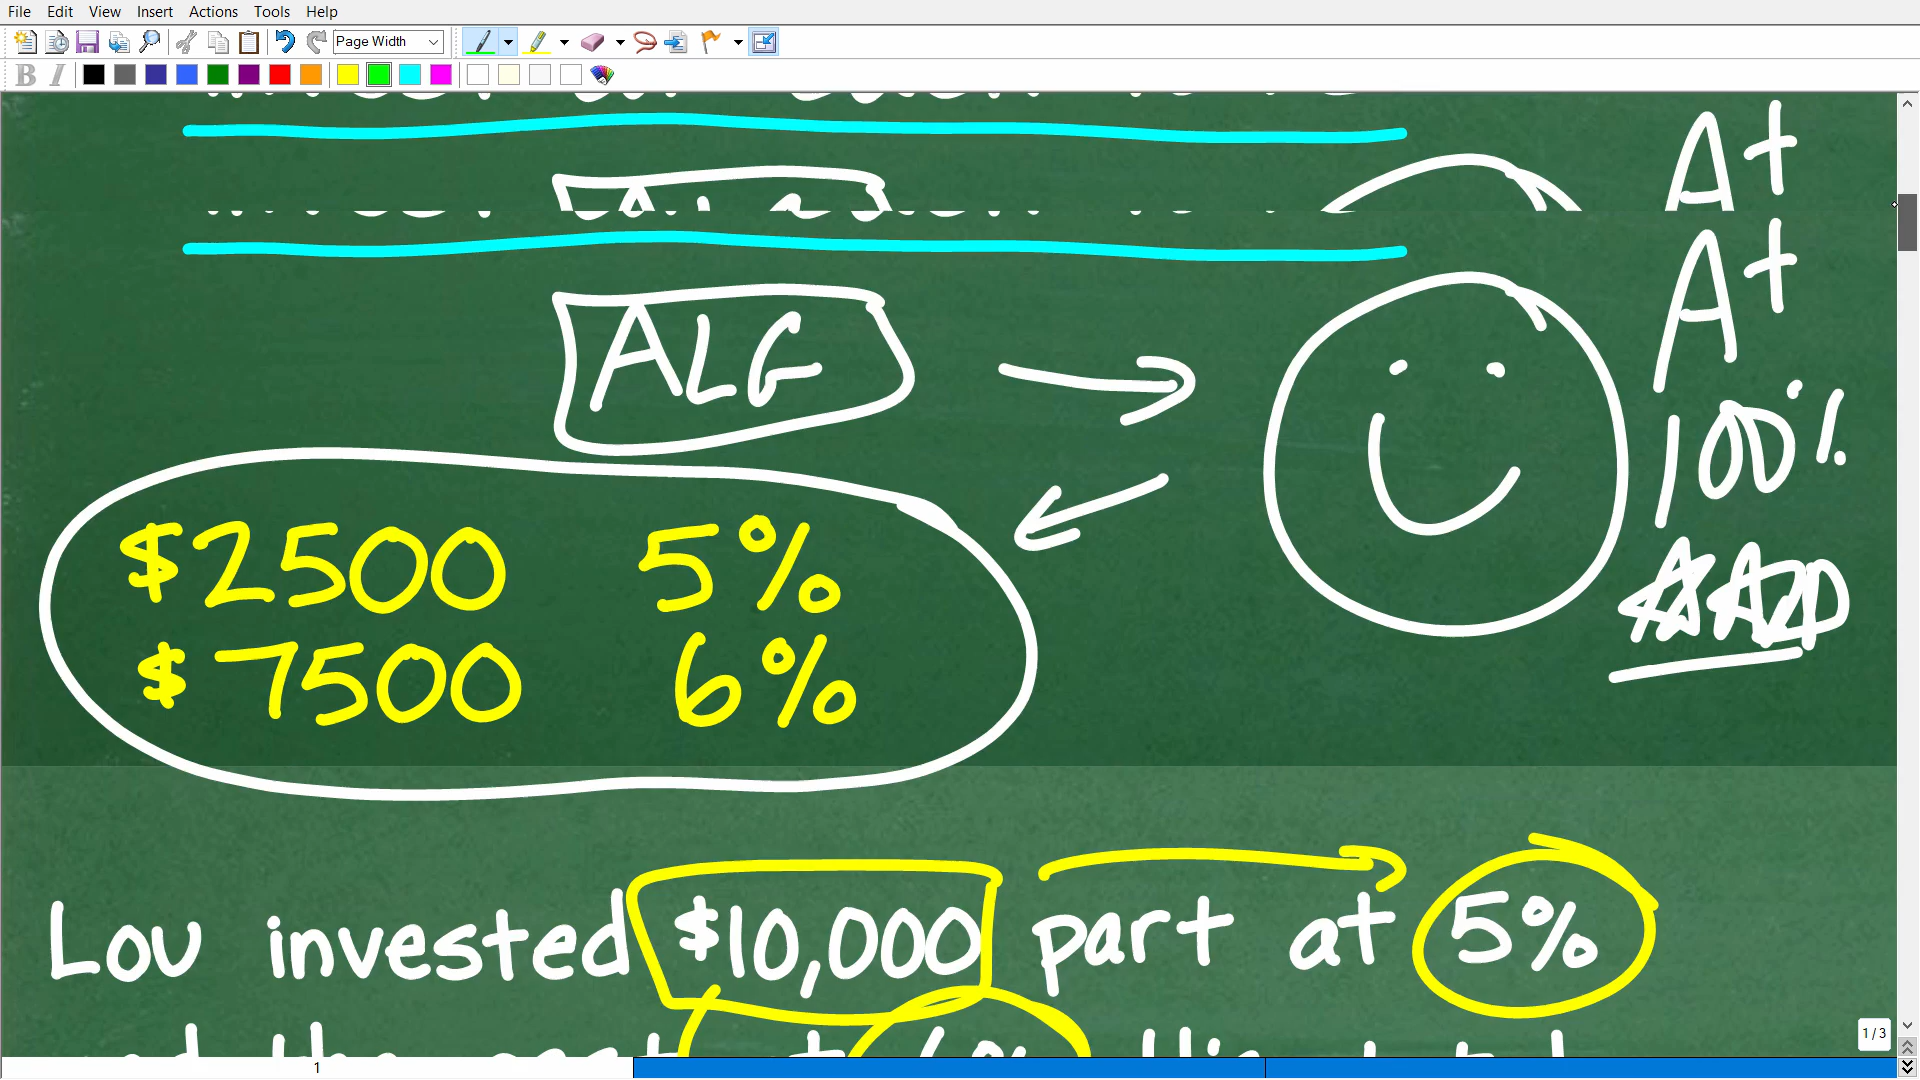 File Edit View Insert Actions Tools Help
Page Width
B I
A+
A+
ALG
100%
$2500 5%
$7500 6%
Lou invested $10,000 part at 5%
1/3
1